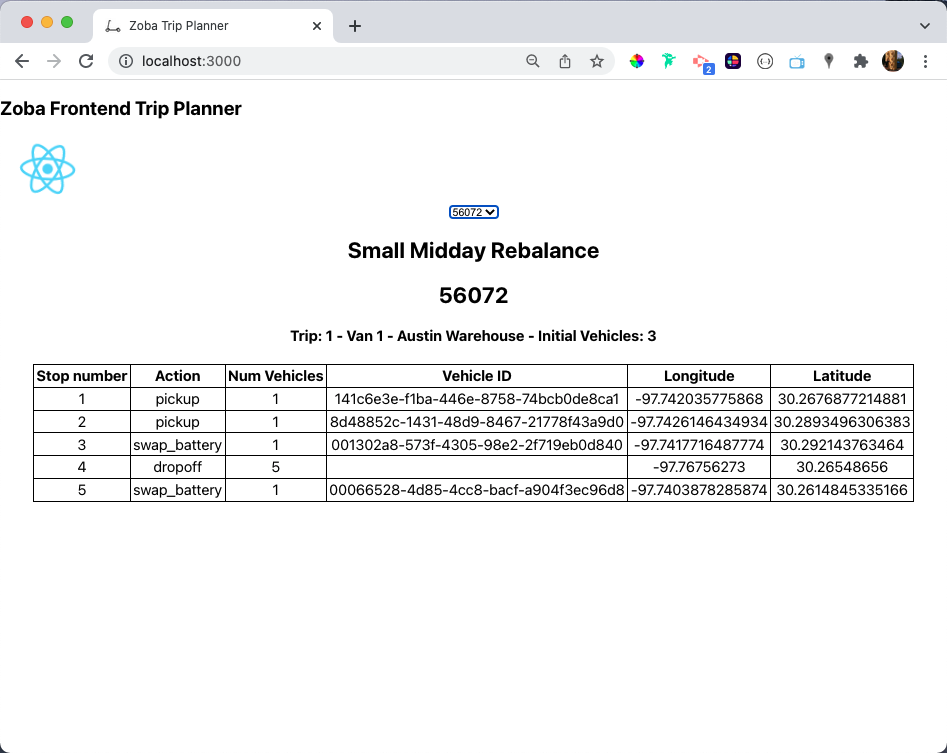 Zoba Trip Planner
localhost:3000
2
Zoba Frontend Trip Planner
56072
Small Midday Rebalance
56072
Trip: 1 - Van 1 - Austin Warehouse - Initial Vehicles: 3
Stop number Action Num Vehicles Vehicle ID Longitude Latitude
1 pickup 1 141c6e3e-f1ba-446e-8758-74bcb0de8ca1 -97.742035775868 30.2676877214881
2 pickup 1 8d48852c-1431-48d9-8467-21778f43a9d0 -97.7426146434934 30.2893496306383
3 swap_battery 1 001302a8-573f-4305-98e2-2f719eb0d840 -97.7417716487774 30.292143763464
4 dropoff 5 -97.76756273 30.26548656
5 swap_battery 1 00066528-4d85-4cc8-bacf-a904f3ec96d8 -97.7403878285874 30.2614845335166